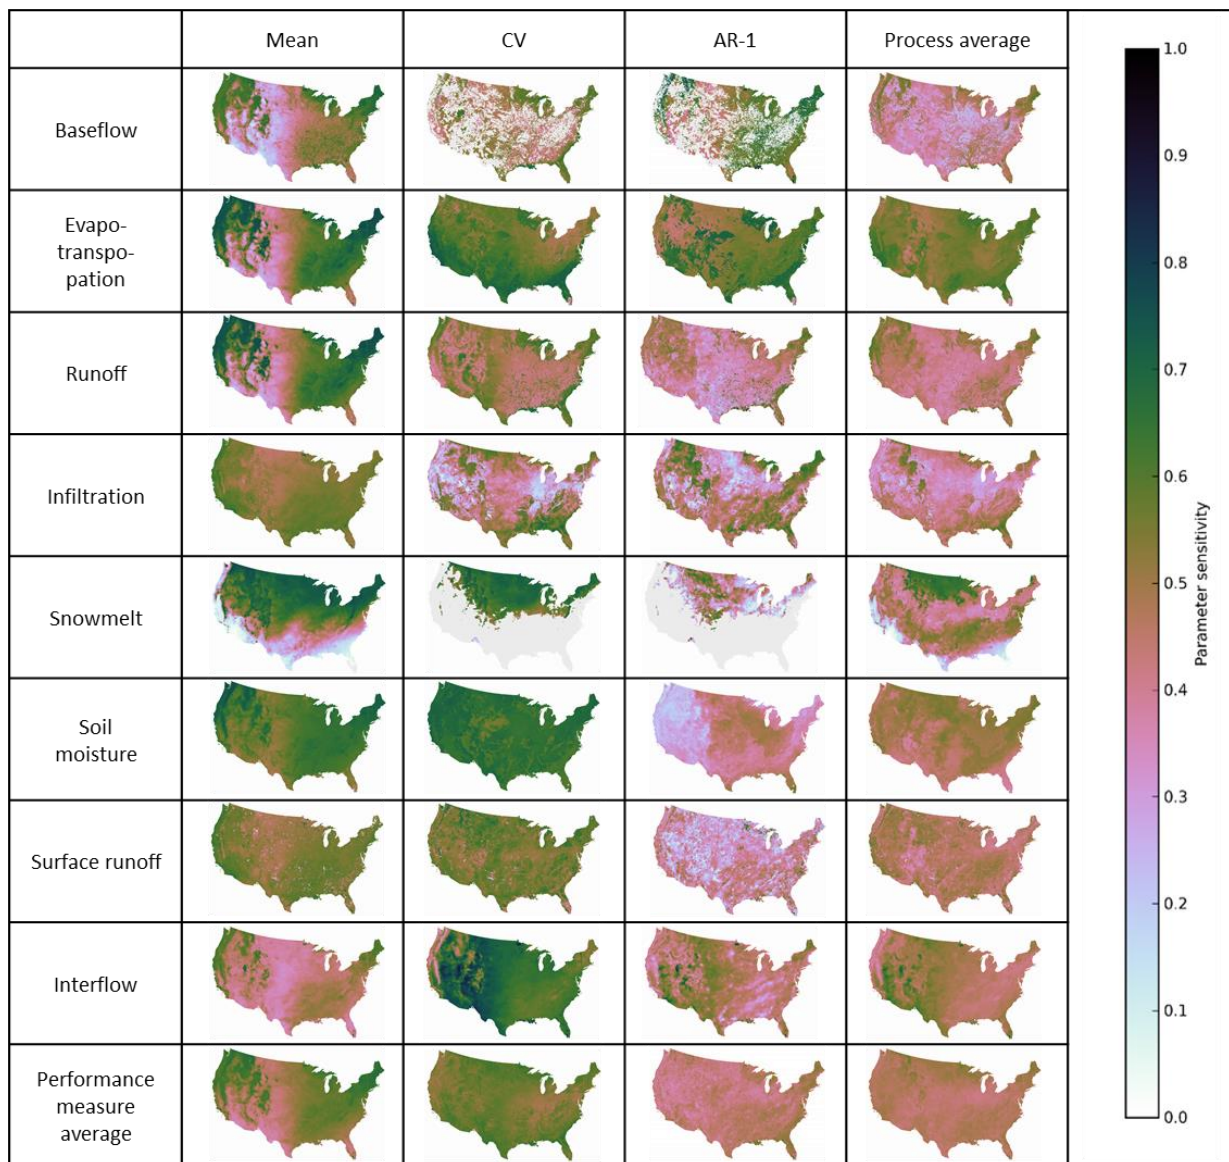 Mean CV AR-1 Process average
Baseflow
Evapo-
transpo-
pation
Runoff
Infiltration
Snowmelt
Soil
moisture
Surface runoff
Interflow
Performance
measure
average
1.0
0.9
0.8
0.7
0.6
0.5
0.4
0.3
0.2
0.1
0.0
Parameter sensitivity